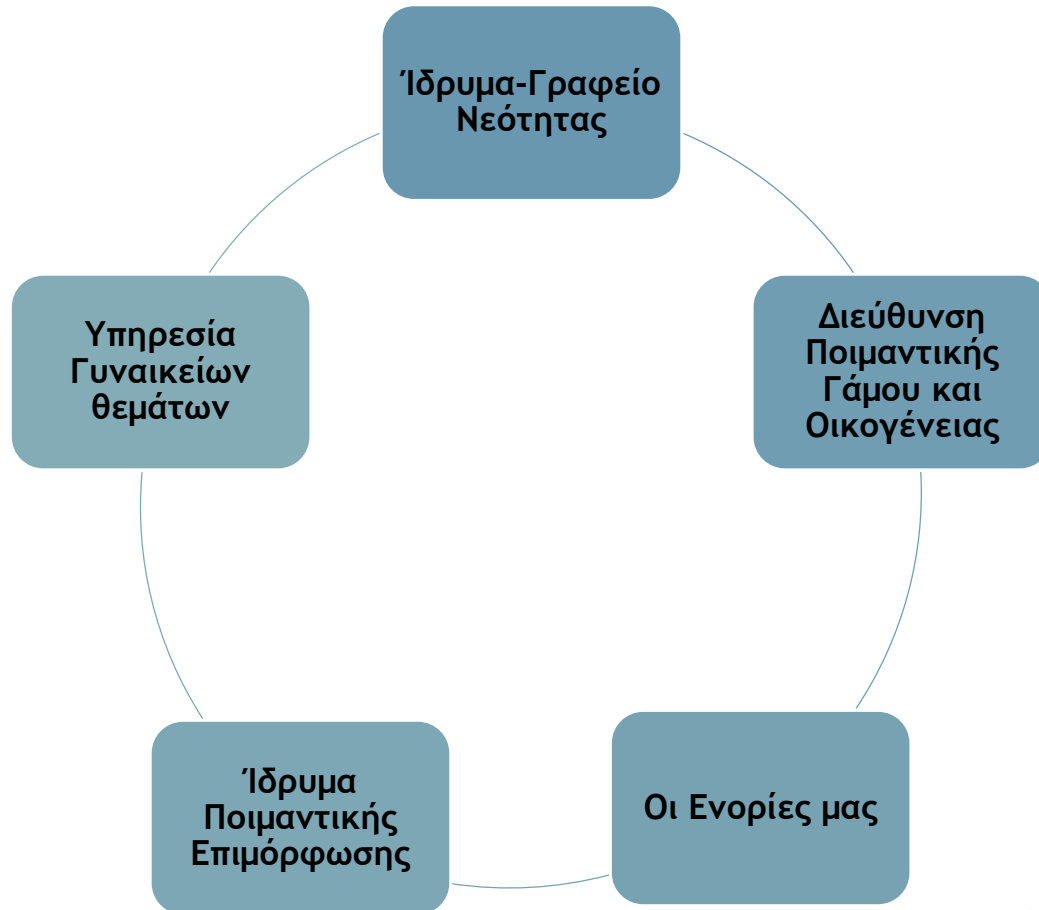 Ίδρυμα-Γραφείο
Νεότητας
Διεύθυνση
Ποιμαντικής
Γάμου και
Οικογένειας
Οι Ενορίες μας
Ίδρυμα
Ποιμαντικής
Επιμόρφωσης
Υπηρεσία
Γυναικείων
θεμάτων